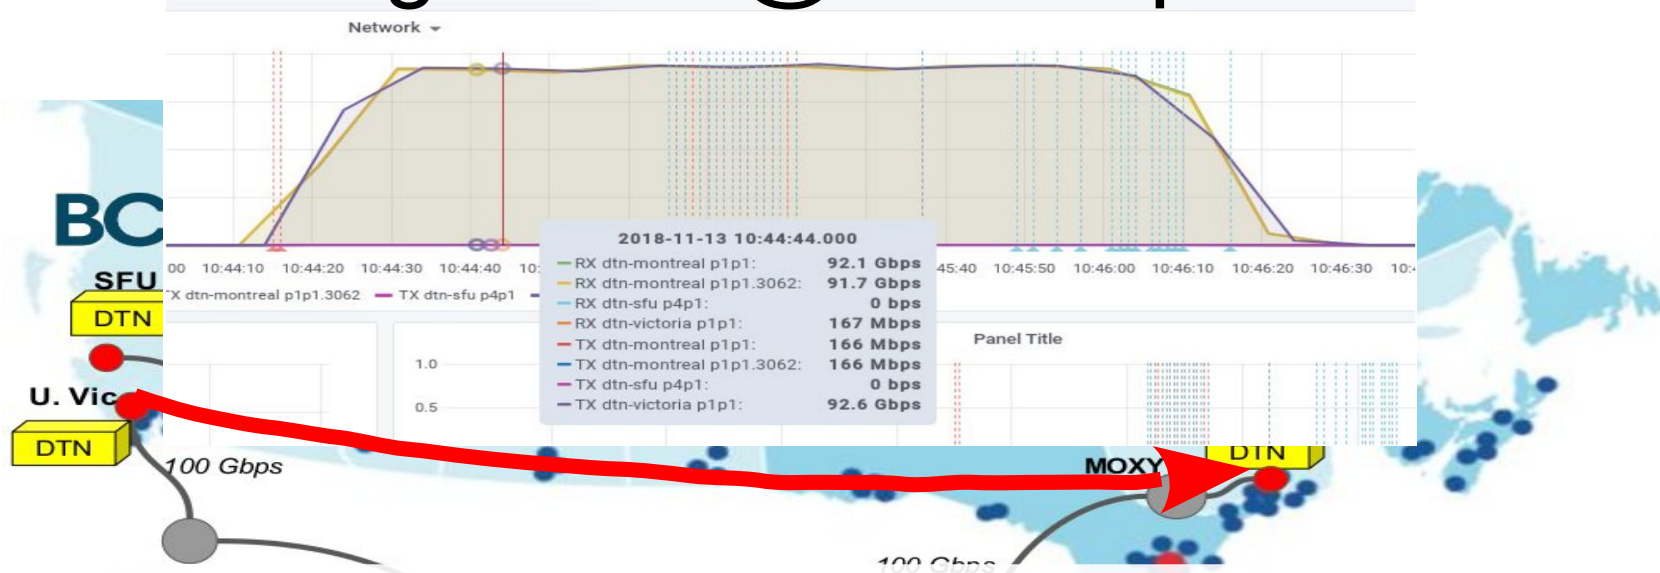 Network
00 10:44:10 10:44:20 10:44:30 10:44:40 10: 45:40 10:45:50 10:46:00 10:46:10 10:46:20 10:46:30 10:4
TX dtn-montreal p1p1.3062 TX dtn-sfu p4p1
2018-11-13 10:44:44.000
RX dtn-montreal p1p1: 92.1 Gbps
RX dtn-montreal p1p1.3062: 91.7 Gbps
RX dtn-sfu p4p1: 0 bps
RX dtn-victoria p1p1: 167 Mbps
TX dtn-montreal p1p1: 166 Mbps
TX dtn-montreal p1p1.3062: 166 Mbps
TX dtn-sfu p4p1: 0 bps
TX dtn-victoria p1p1: 92.6 Gbps
Panel Title
1.0
0.5
BC
SFU
DTN
U. Vic
DTN
100 Gbps
MOXY
DTN
100 Gbps